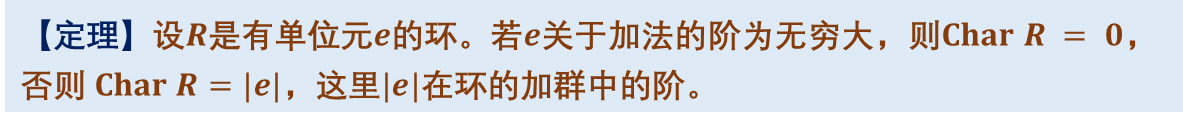 【定理】设R是有单位元e的环。若e关于加法的阶为无穷大，则Char R = 0，
否则 Char R = |e|，这里|e|在环的加群中的阶。